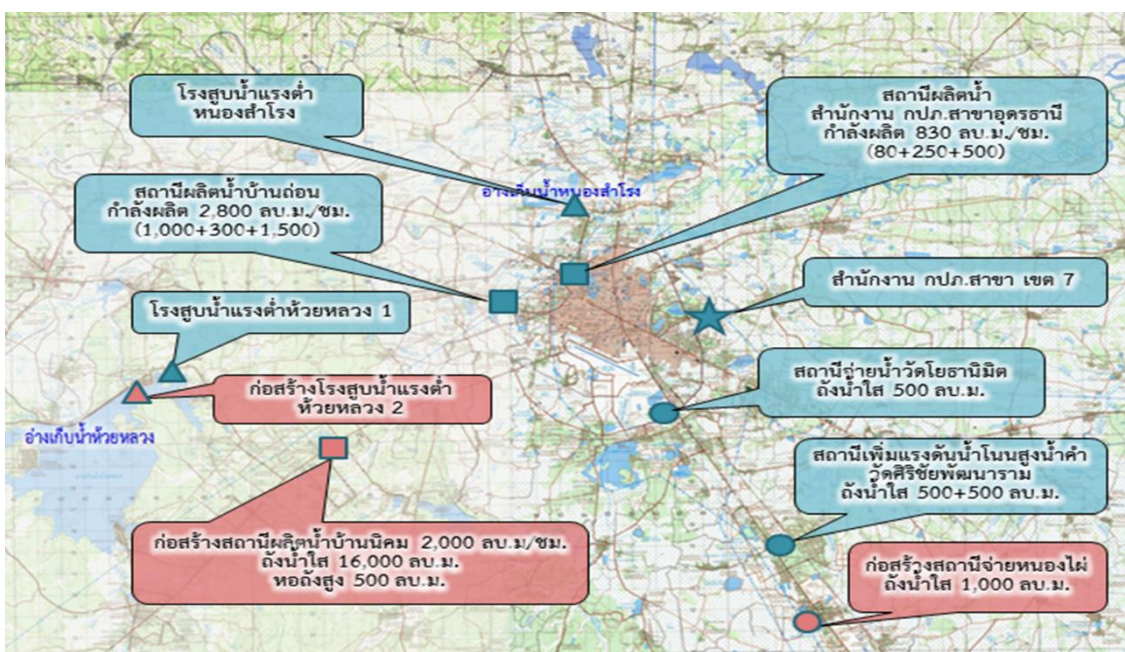 โรงสูบน้ำแรงต่ำ
หนองสำโรง
สถานีผลิตน้ำ
สำนักงาน กปภ.สาขาอุดรธานี
กำลังผลิต 830 ลบ.ม./ชม.
(80+250+500)
สถานีผลิตน้ำบ้านถ่อน
กำลังผลิต 2,800 ลบ.ม./ชม.
(1,000+300+1,500)
อ่างเก็บน้ำหนองสำโรง
สำนักงาน กปภ.สาขา เขต 7
โรงสูบน้ำแรงต่ำห้วยหลวง 1
ก่อสร้างโรงสูบน้ำแรงต่ำ
ห้วยหลวง 2
สถานีจ่ายน้ำวัดโยธานิมิต
ถังน้ำใส 500 ลบ.ม.
อ่างเก็บน้ำห้วยหลวง
สถานีเพิ่มแรงดันน้ำโนนสูงน้ำคำ
วัดศิริชัยพัฒนาราม
ถังน้ำใส 500+500 ลบ.ม.
ก่อสร้างสถานีผลิตน้ำบ้านนิคม 2,000 ลบ.ม/ชม.
ถังน้ำใส 16,000 ลบ.ม.
หอถังสูง 500 ลบ.ม.
ก่อสร้างสถานีจ่ายหนองไผ่
ถังน้ำใส 1,000 ลบ.ม.